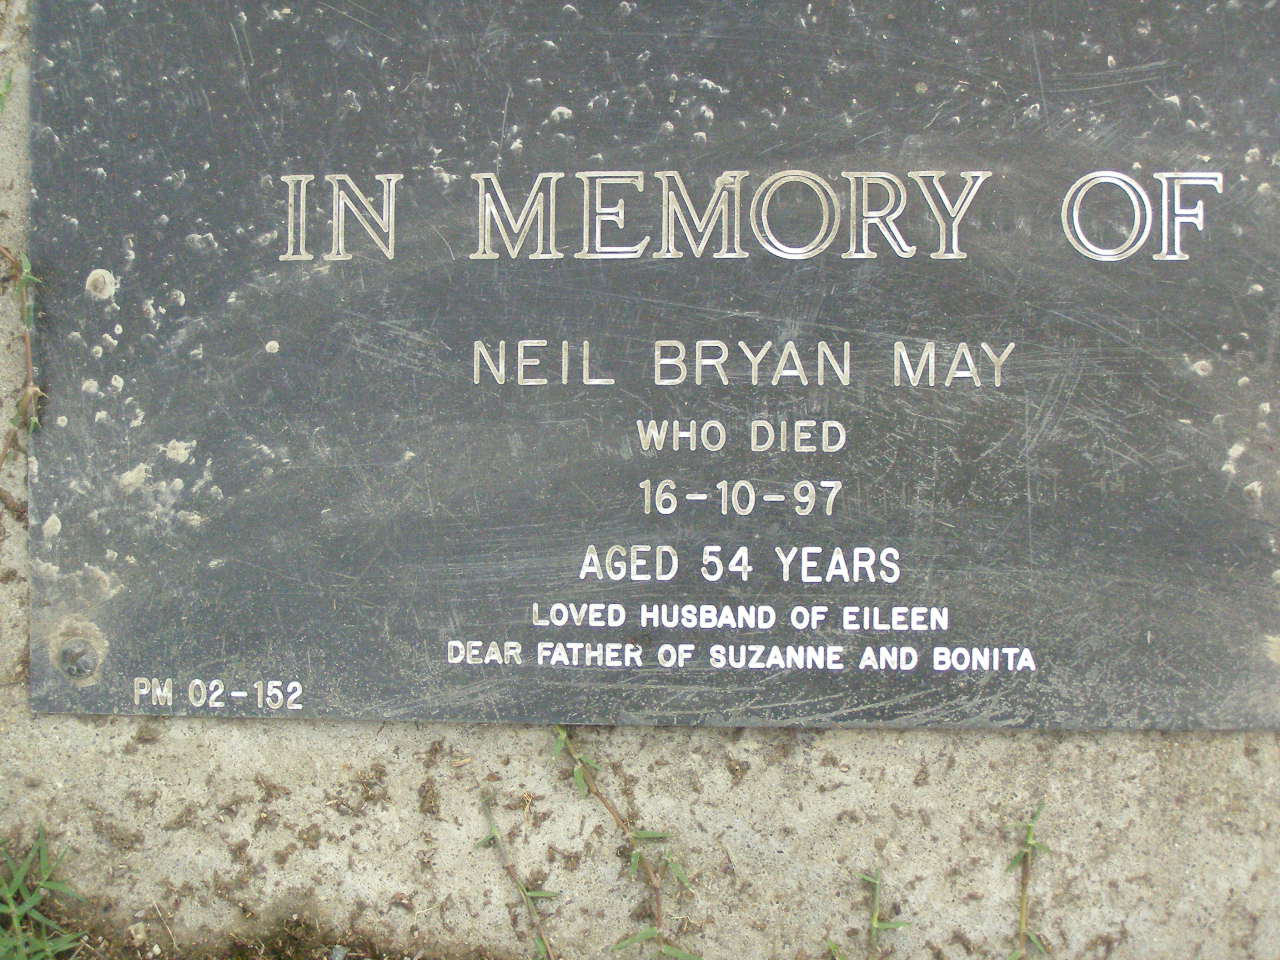 IN MEMORY OF
NEIL BRYAN MAY
WHO DIED
16-10-97
AGED 54 YEARS
LOVED HUSBAND OF EILEEN
DEAR FATHER OF SUZANNE AND BONITA
PM 02-152